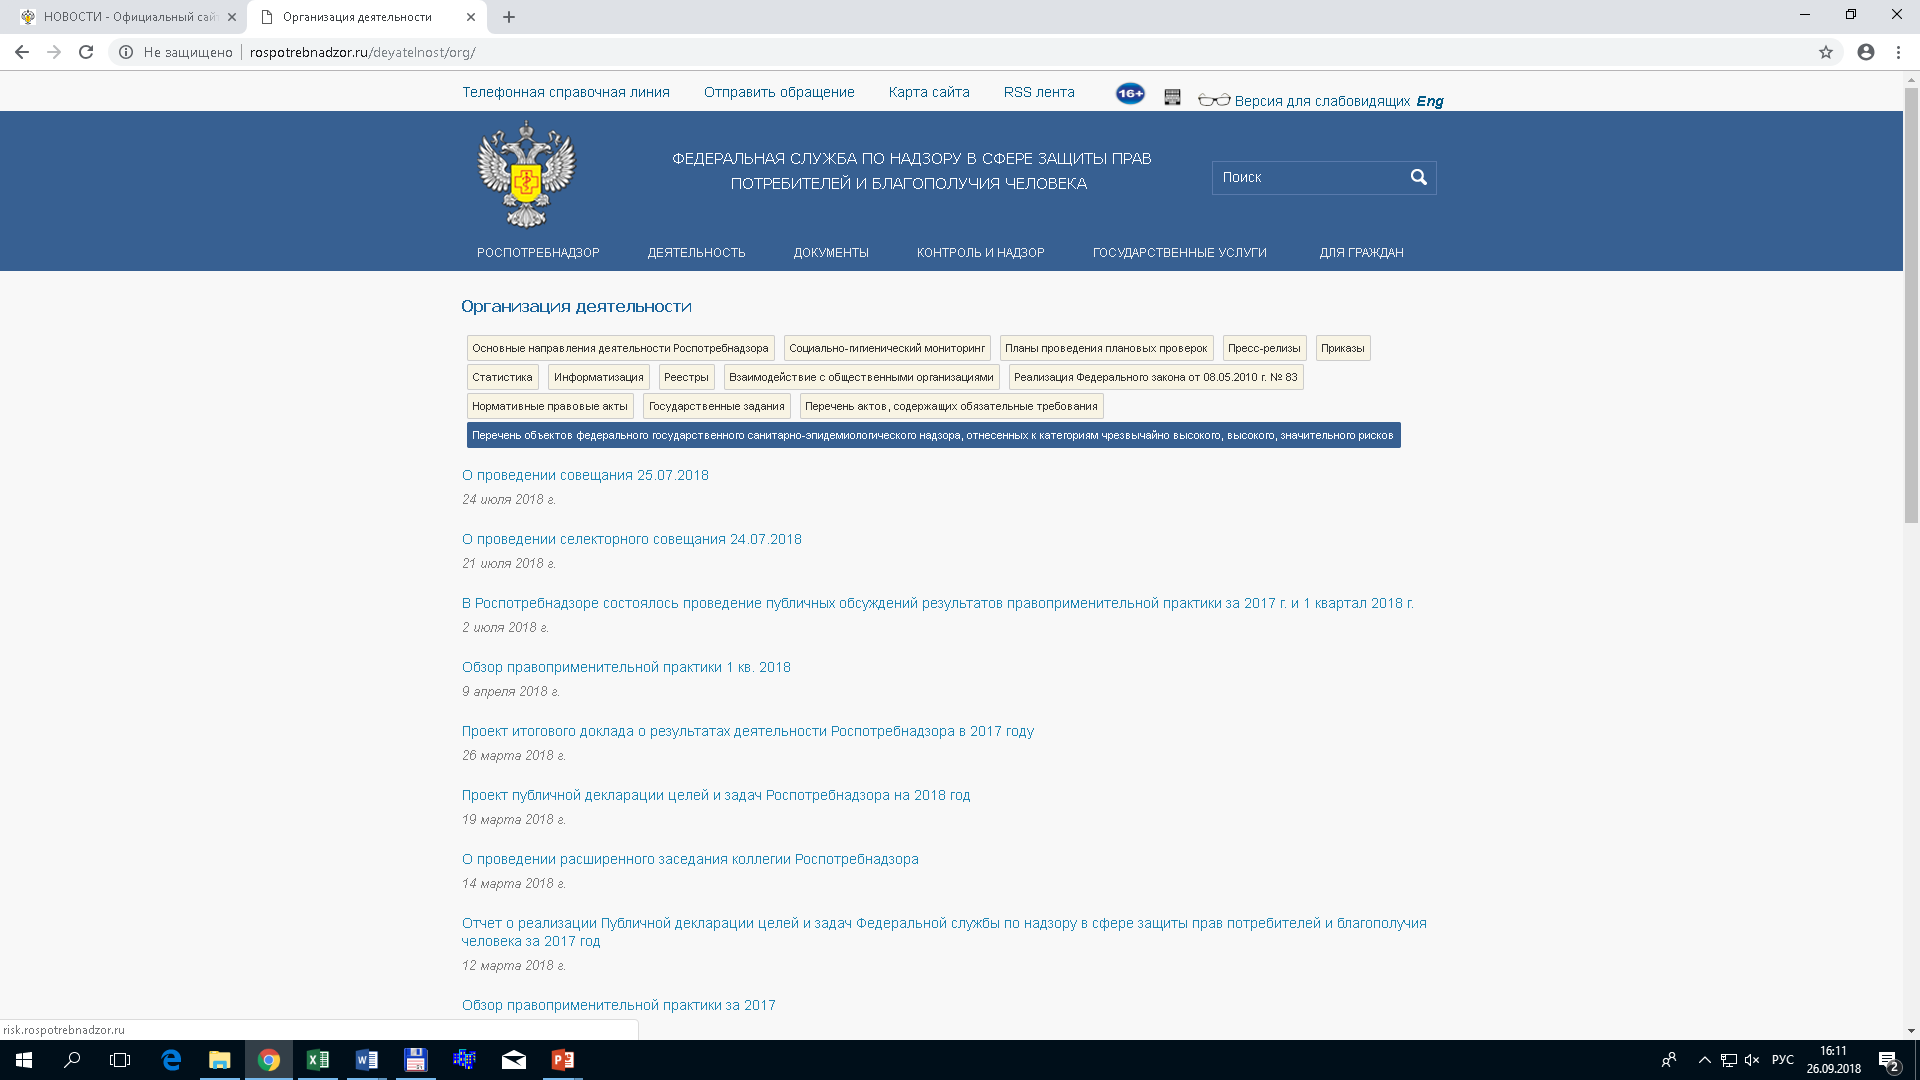 НОВОСТИ - Официальный сай
Организация деятельности
Не защищено
rospotrebnadzor.ru/deyatelnost/org/
Телефонная справочная линия
Отправить обращение
Карта сайта
RSS лента
16+
Версия для слабовидящих
Eng
ФЕДЕРАЛЬНАЯ СЛУЖБА ПО НАДЗОРУ В СФЕРЕ ЗАЩИТЫ ПРАВ
ПОТРЕБИТЕЛЕЙ И БЛАГОПОЛУЧИЯ ЧЕЛОВЕКА
Поиск
РОСПОТРЕБНАДЗОР
ДЕЯТЕЛЬНОСТЬ
ДОКУМЕНТЫ
КОНТРОЛЬ И НАДЗОР
ГОСУДАРСТВЕННЫЕ УСЛУГИ
ДЛЯ ГРАЖДАН
Организация деятельности
Основные направления деятельности Роспотребнадзора
Социально-гигиенический мониторинг
Планы проведения плановых проверок
Пресс-релизы
Приказы
Статистика
Информатизация
Реестры
Взаимодействие с общественными организациями
Реализация Федерального закона от 08.05.2010 г. № 83
Нормативные правовые акты
Государственные задания
Перечень актов, содержащих обязательные требования
Перечень объектов федерального государственного санитарно-эпидемиологического надзора, отнесенных к категориям чрезвычайно высокого, высокого, значительного рисков
О проведении совещания 25.07.2018
24 июля 2018 г.
О проведении селекторного совещания 24.07.2018
21 июля 2018 г.
В Роспотребнадзоре состоялось проведение публичных обсуждений результатов правоприменительной практики за 2017 г. и 1 квартал 2018 г.
2 июля 2018 г.
Обзор правоприменительной практики 1 кв. 2018
9 апреля 2018 г.
Проект итогового доклада о результатах деятельности Роспотребнадзора в 2017 году
26 марта 2018 г.
Проект публичной декларации целей и задач Роспотребнадзора на 2018 год
19 марта 2018 г.
О проведении расширенного заседания коллегии Роспотребнадзора
14 марта 2018 г.
Отчет о реализации Публичной декларации целей и задач Федеральной службы по надзору в сфере защиты прав потребителей и благополучия
человека за 2017 год
12 марта 2018 г.
Обзор правоприменительной практики за 2017
risk.rospotrebnadzor.ru
РУС
16:11
26.09.2018
2